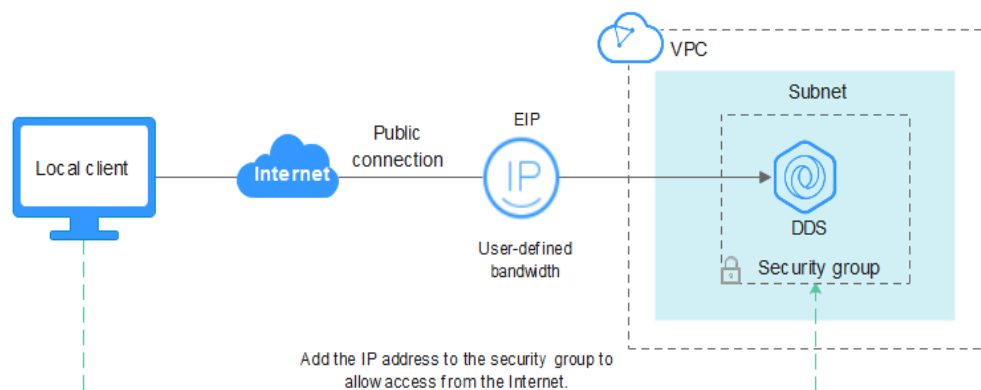 VPC
Subnet
EIP
Public
connection
Local client
Internet
IP
DDS
User-defined
bandwidth
Security group
Add the IP address to the security group to
allow access from the Internet.